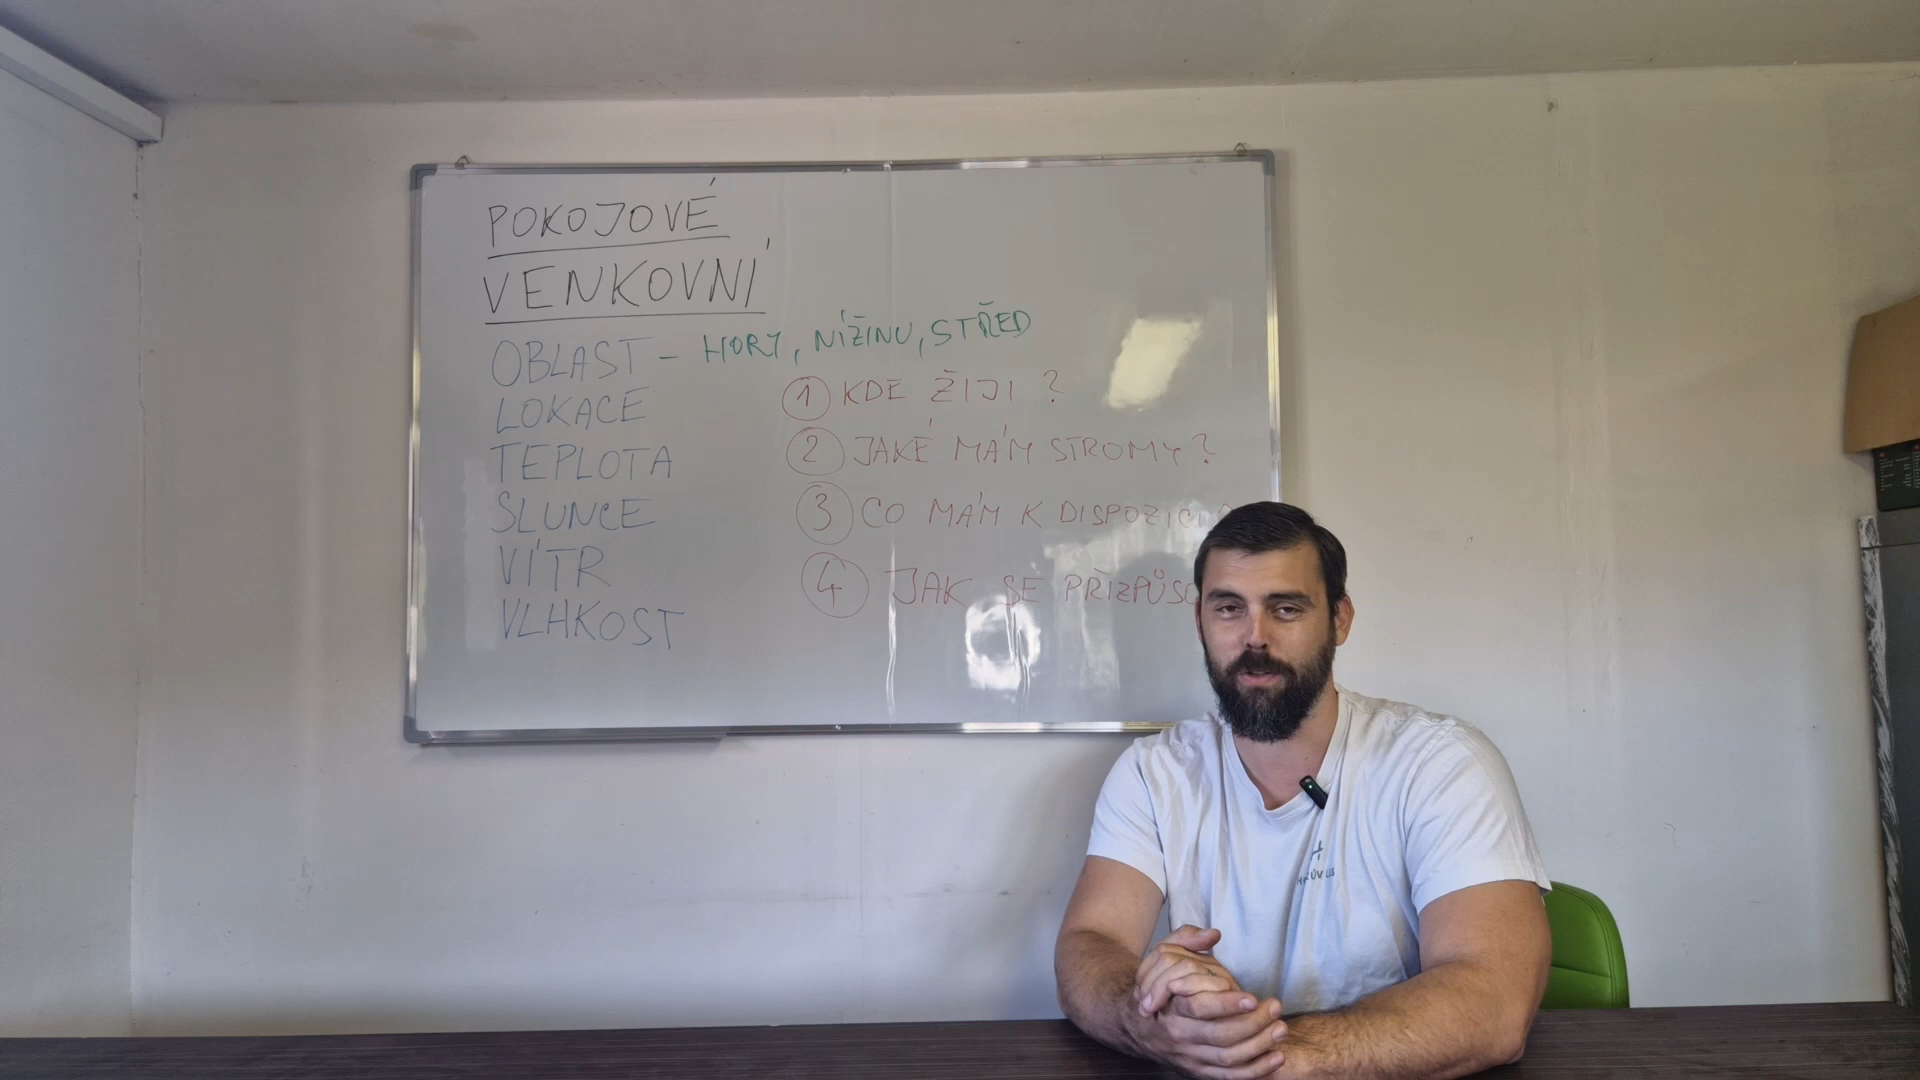 POKOJOVÉ
VENKOVNÍ
OBLAST – HORY, NÍŽINU, STŘED
LOKACE
TEPLOTA
SLUNCE
VÍTR
VLHKOST
1 KDE ŽIJI ?
2 JAKÉ MÁM STROMY ?
3 CO MÁM K DISPOZICI ?
4 JAK SE PŘIZPŮSO